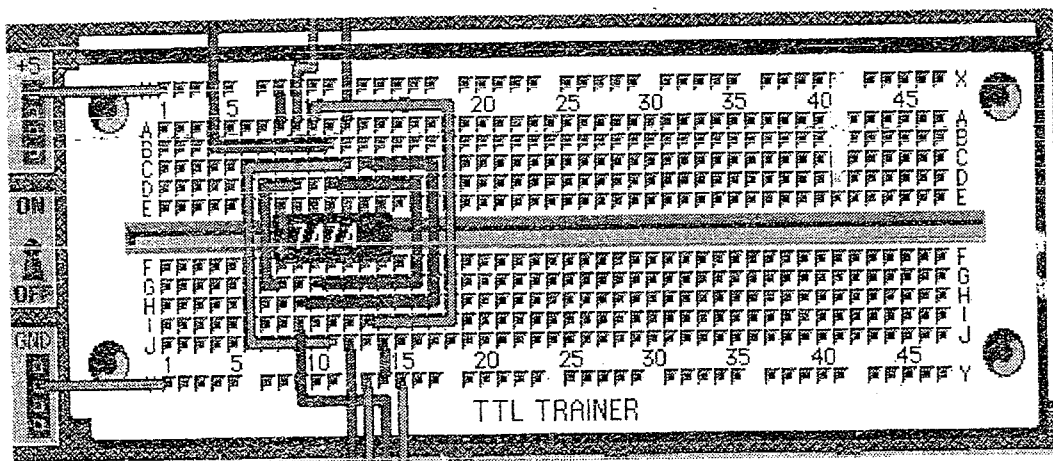 +5
X
1 5 20 25 30 35 40 45
A A
B B
C C
D D
E E
ON
7474
F F
OFF
G G
H H
I I
GND
J J
1 5 10 15 20 25 30 35 40 45
Y
TTL TRAINER